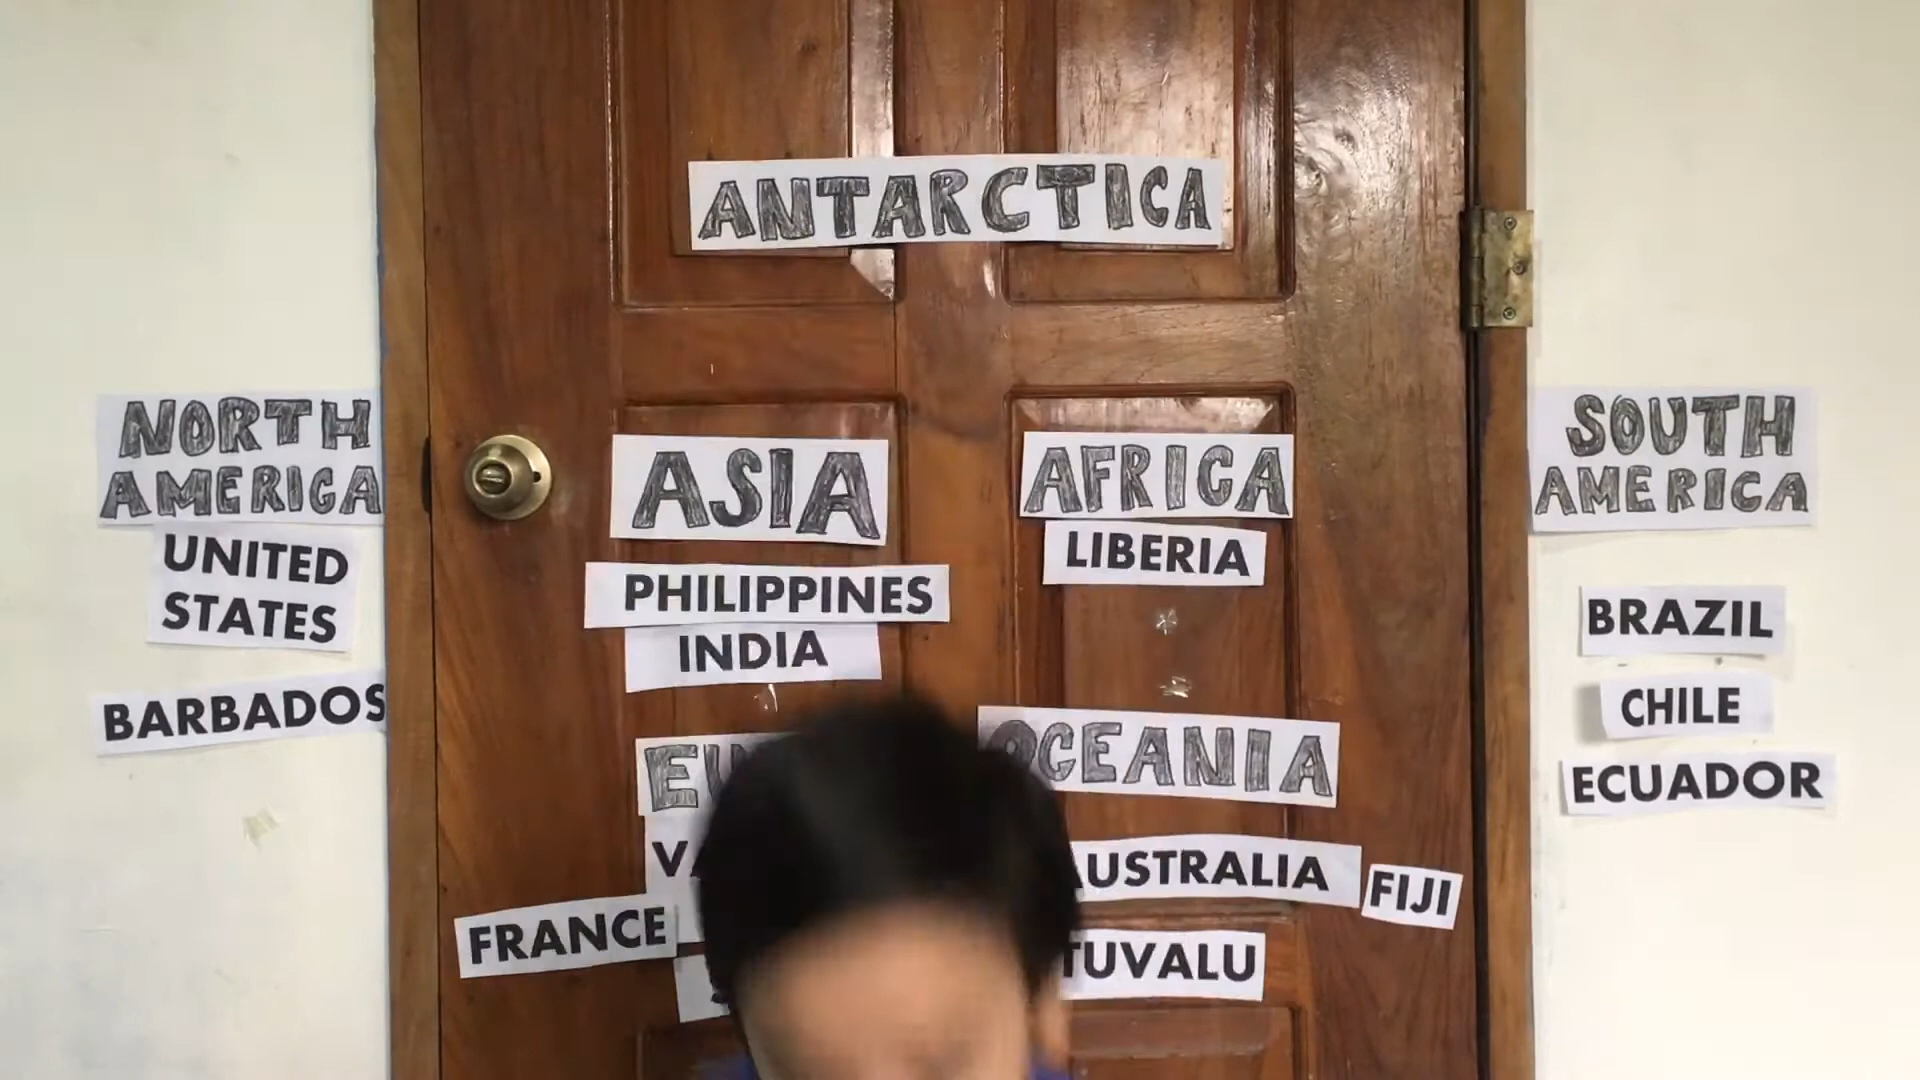 ANTARCTICA
NORTH
AMERICA
UNITED
STATES
BARBADOS
ASIA
PHILIPPINES
INDIA
AFRICA
LIBERIA
OCEANIA
AUSTRALIA
FIJI
TUVALU
FRANCE
SOUTH
AMERICA
BRAZIL
CHILE
ECUADOR